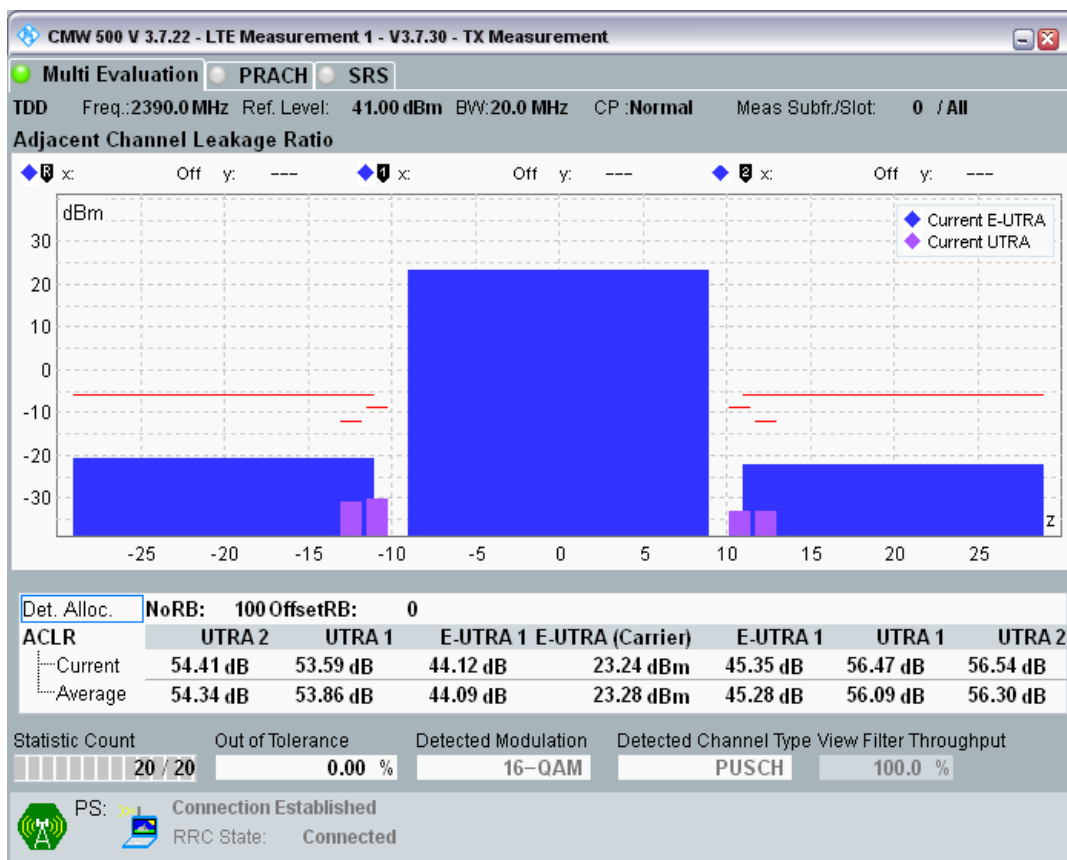 CMW 500 V 3.7.22 - LTE Measurement 1 - V3.7.30 - TX Measurement
Multi Evaluation PRACH SRS
TDD Freq.:2390.0 MHz Ref. Level: 41.00 dBm BW:20.0 MHz CP :Normal Meas Subfr./Slot: 0 / All
Adjacent Channel Leakage Ratio
R x: Off y: --- 1 x: Off y: --- 2 x: Off y: ---
dBm
Current E-UTRA
Current UTRA
30
20
10
0
-10
-20
-30
z
-25 -20 -15 -10 -5 0 5 10 15 20 25
Det. Alloc. NoRB: 100 OffsetRB: 0
ACLR UTRA 2 UTRA 1 E-UTRA 1 E-UTRA (Carrier) E-UTRA 1 UTRA 1 UTRA 2
Current 54.41 dB 53.59 dB 44.12 dB 23.24 dBm 45.35 dB 56.47 dB 56.54 dB
Average 54.34 dB 53.86 dB 44.09 dB 23.28 dBm 45.28 dB 56.09 dB 56.30 dB
Statistic Count Out of Tolerance Detected Modulation Detected Channel Type View Filter Throughput
20 / 20 0.00 % 16-QAM PUSCH 100.0 %
PS: Connection Established
RRC State: Connected